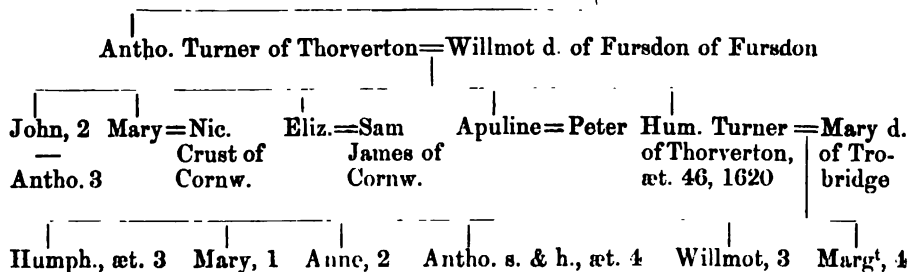 Antho. Turner of Thorverton=Willmot d. of Fursdon of Fursdon
John, 2 Mary=Nic. Eliz.=Sam Apuline=Peter Hum. Turner=Mary d.
— Crust of James of of Thorverton, of Tro-
Antho. 3 Cornw. Cornw. æt. 46, 1620 bridge
Humph., æt. 3 Mary, 1 Anne, 2 Antho. s. & h., æt. 4 Willmot, 3 Margt, 4